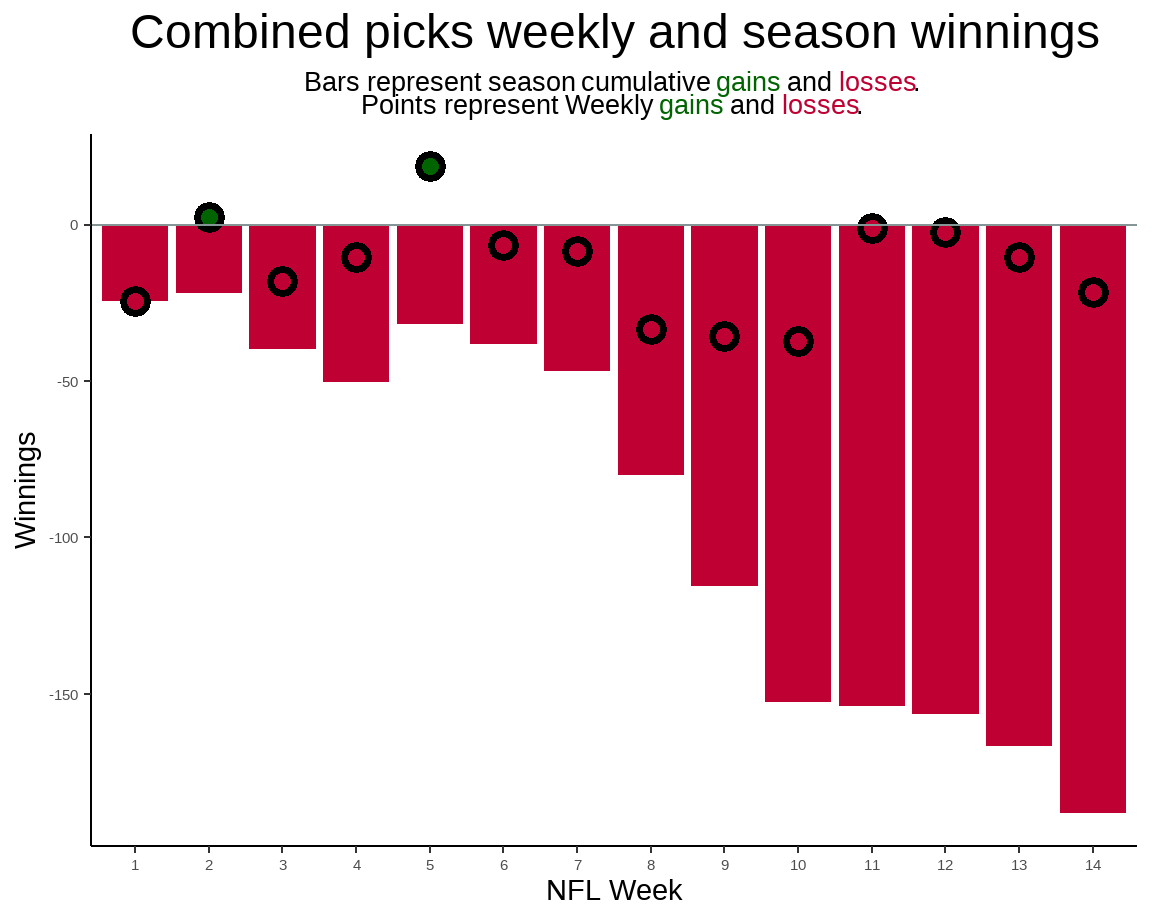 Combined picks weekly and season winnings
Bars represent season cumulative gains and losses.
Points represent Weekly gains and losses.
Winnings
0
-50
-100
-150
1 2 3 4 5 6 7 8 9 10 11 12 13 14
NFL Week